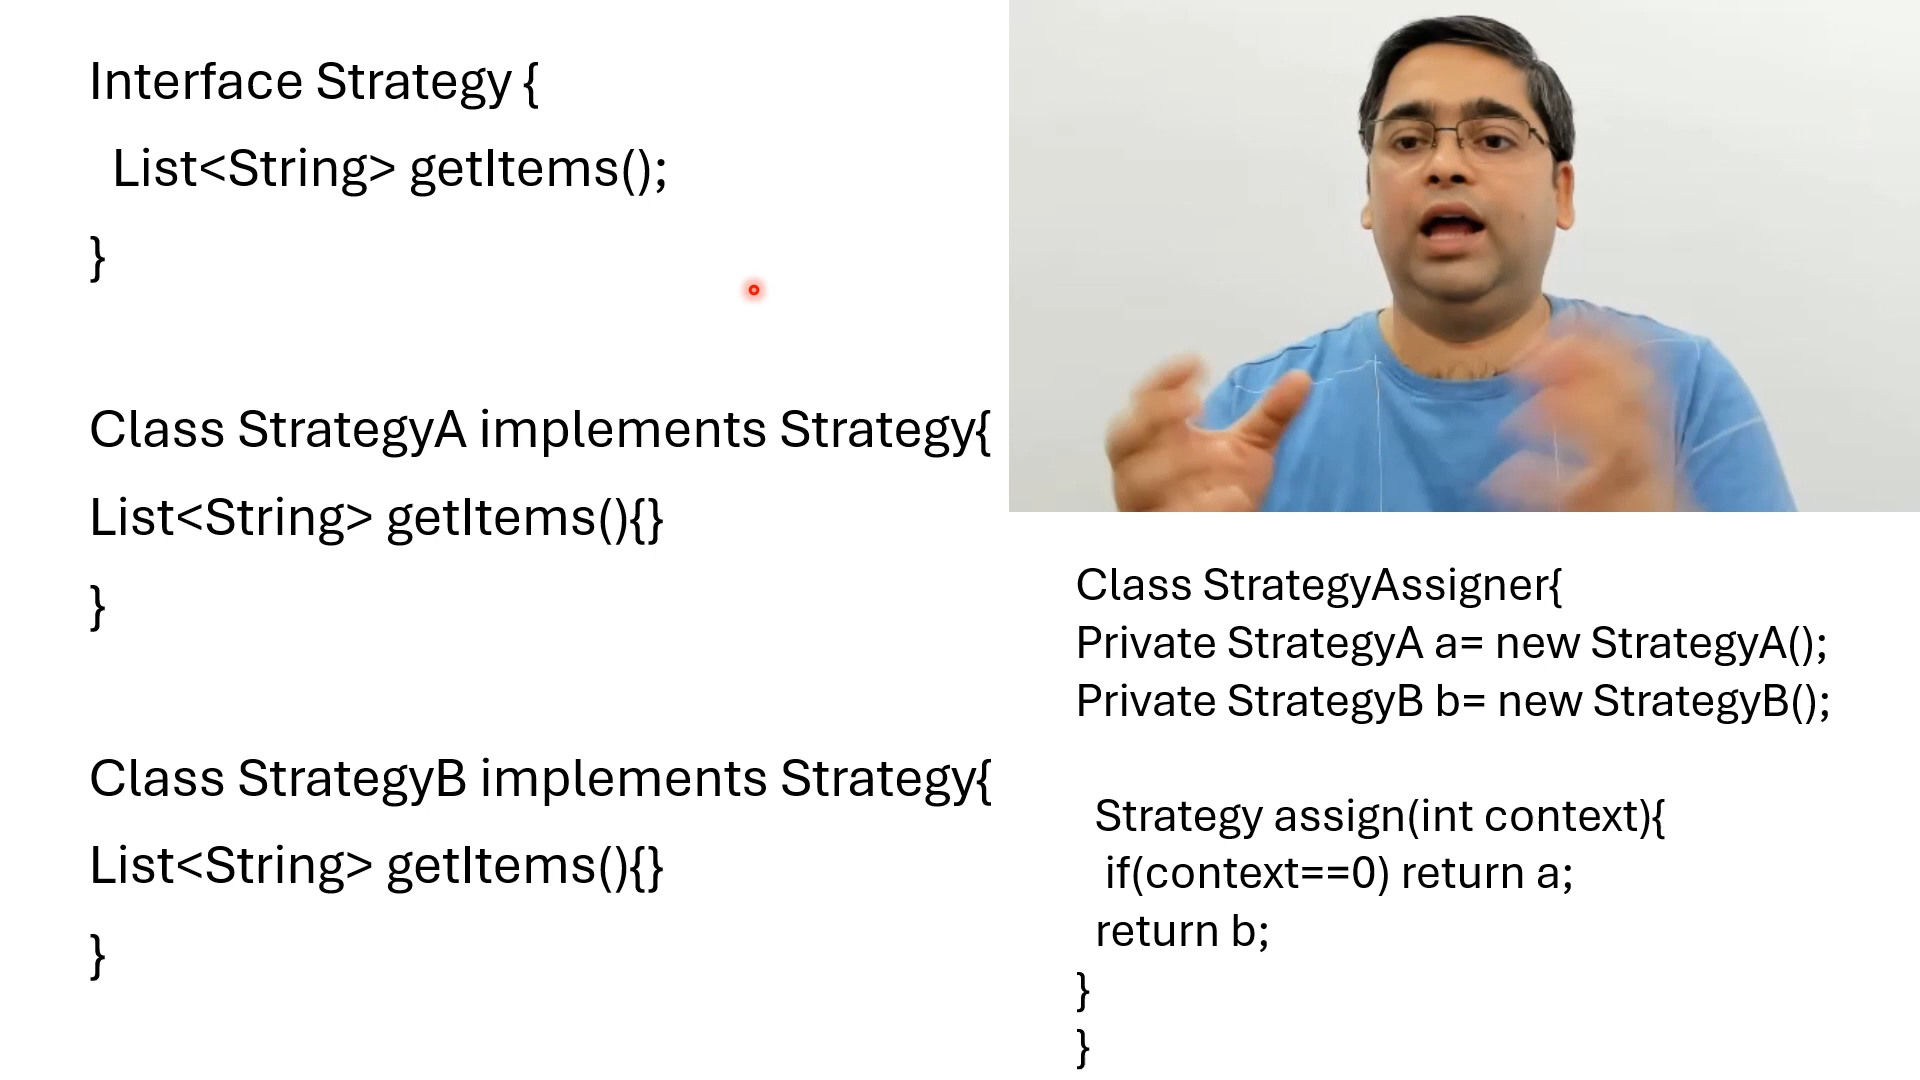 Interface Strategy {
List<String> getItems();
}
Class StrategyA implements Strategy{
List<String> getItems(){}
}
Class StrategyB implements Strategy{
List<String> getItems(){}
}
Class StrategyAssigner{
Private StrategyA a= new StrategyA();
Private StrategyB b= new StrategyB();
Strategy assign(int context){
if(context==0) return a;
return b;
}
}